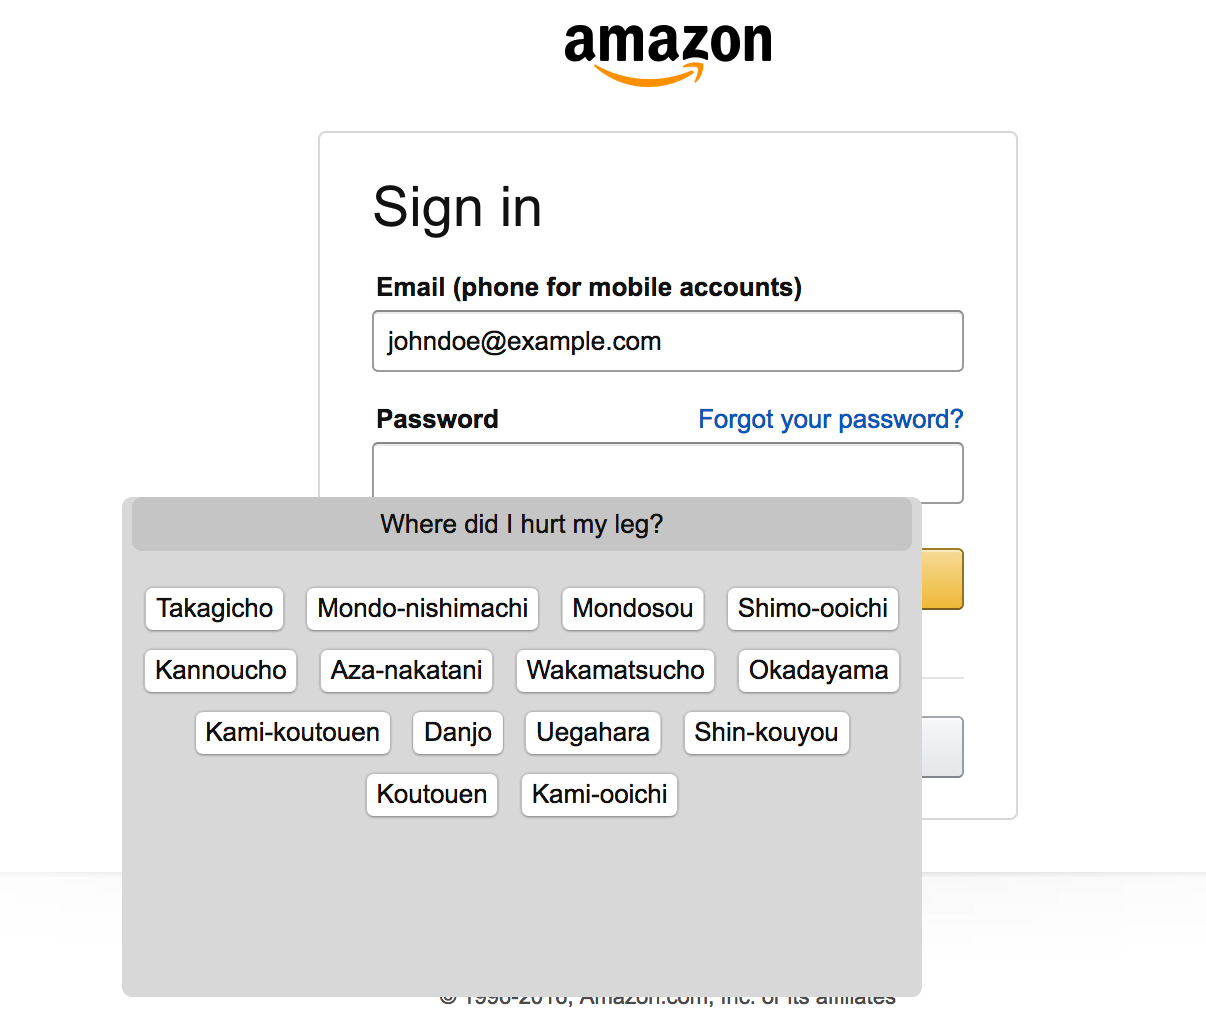 amazon
Sign in
Email (phone for mobile accounts)
johndoe@example.com
Password Forgot your password?
Where did I hurt my leg?
Takagicho Mondo-nishimachi Mondosou Shimo-ooichi
Kannoucho Aza-nakatani Wakamatsucho Okadayama
Kami-koutouen Danjo Uegahara Shin-kouyou
Koutouen Kami-ooichi
© 1996-2016, Amazon.com, Inc. or its affiliates